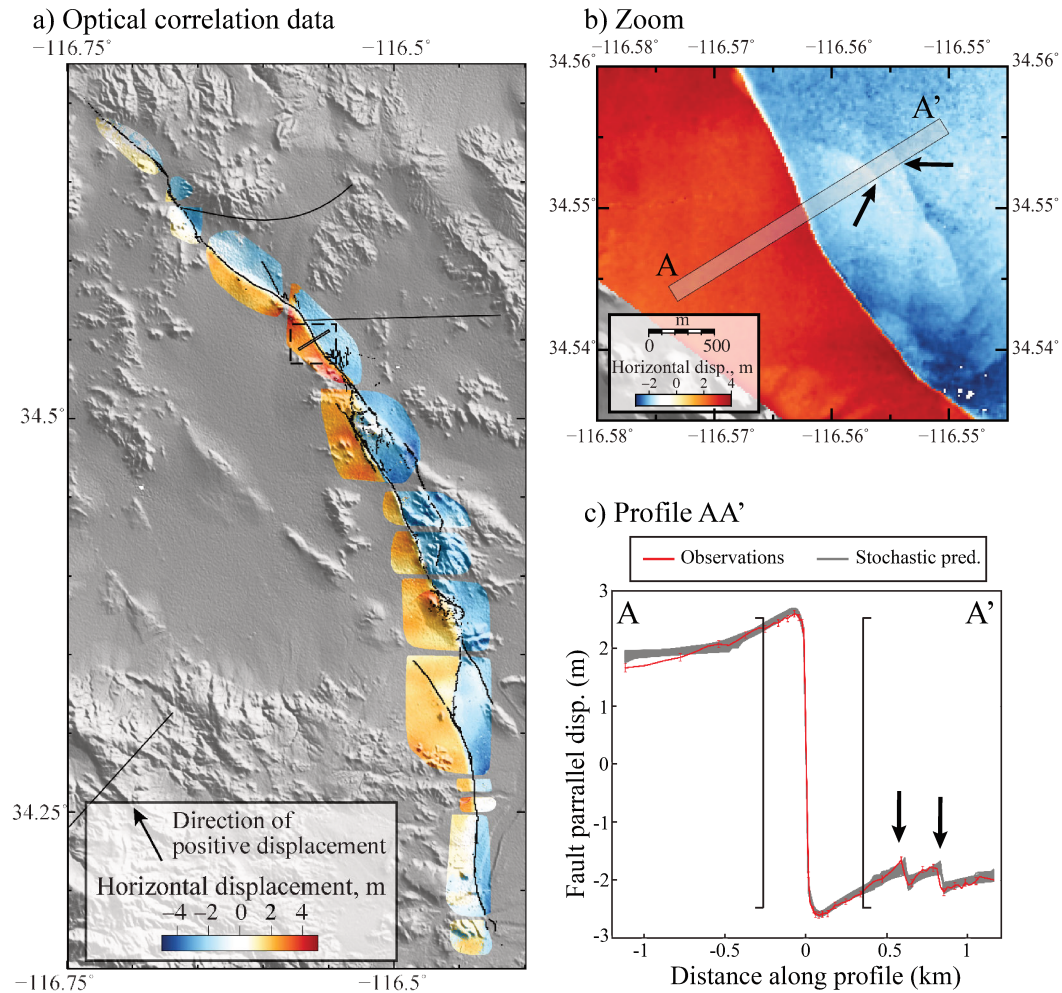 a) Optical correlation data
−116.75˚ −116.5˚
34.5˚
34.25˚
Direction of
positive displacement
Horizontal displacement, m
−4 −2 0 2 4
−116.75˚ −116.5˚
b) Zoom
−116.58˚ −116.57˚ −116.56˚ −116.55˚
34.56˚ 34.56˚
A'
34.55˚ 34.55˚
A
m
0 500
Horizontal disp., m
−2 0 2 4
34.54˚ 34.54˚
−116.58 −116.57˚ −116.56˚ −116.55˚
c) Profile AA’
Observations Stochastic pred.
A A’
Fault parrallel disp. (m)
3
2
1
0
-1
-2
-3
-1 -0.5 0 0.5 1
Distance along profile (km)